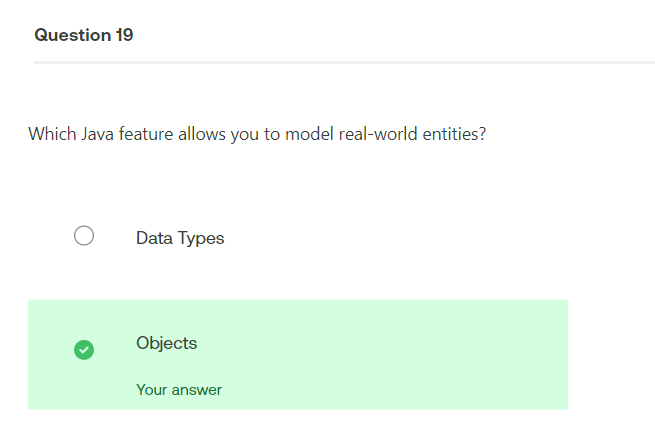 Question 19
Which Java feature allows you to model real-world entities?
Data Types
Objects
Your answer